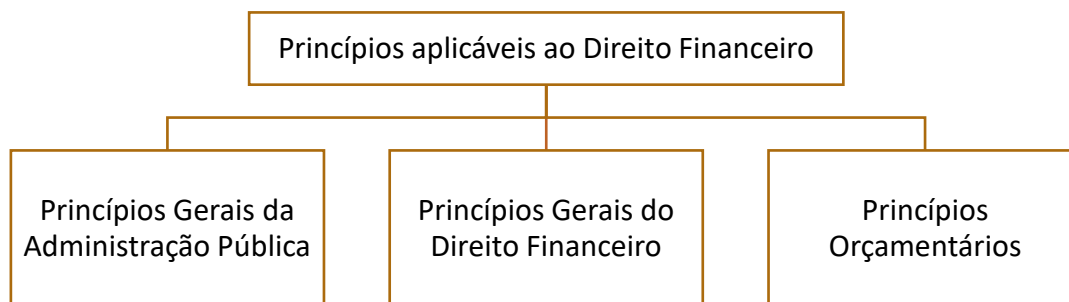 Princípios aplicáveis ao Direito Financeiro
Princípios Gerais da
Administração Pública
Princípios Gerais do
Direito Financeiro
Princípios
Orçamentários